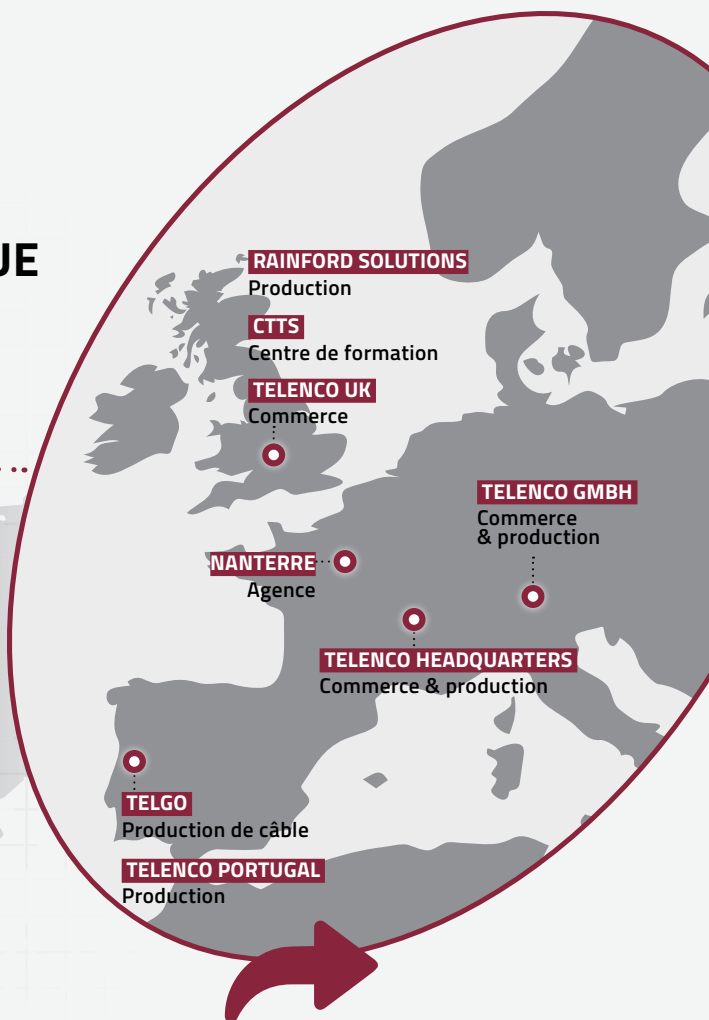 UE
RAINFORD SOLUTIONS
Production
CTTS
Centre de formation
TELENCO UK
Commerce
TELENCO GMBH
Commerce
& production
NANTERRE
Agence
TELENCO HEADQUARTERS
Commerce & production
TELGO
Production de câble
TELENCO PORTUGAL
Production